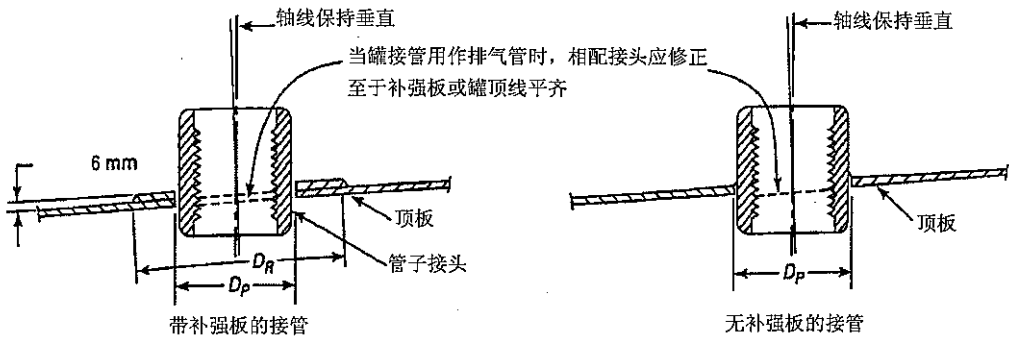 轴线保持垂直
轴线保持垂直
当罐接管用作排气管时，相配接头应修正
至于补强板或罐顶线平齐
6 mm
顶板
顶板
管子接头
DR
DP
DP
带补强板的接管
无补强板的接管